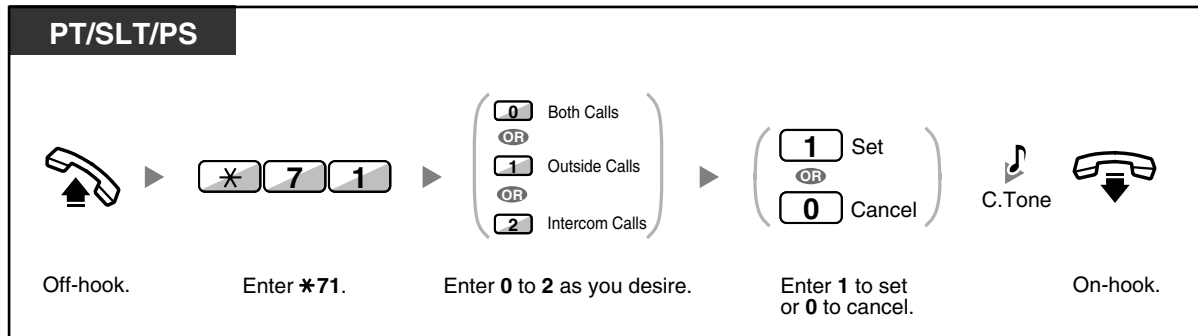 PT/SLT/PS
0 Both Calls
OR
1 Outside Calls
OR
2 Intercom Calls
* 7 1
1 Set
OR
0 Cancel
C.Tone
Off-hook.
Enter *71.
Enter 0 to 2 as you desire.
Enter 1 to set
or 0 to cancel.
On-hook.